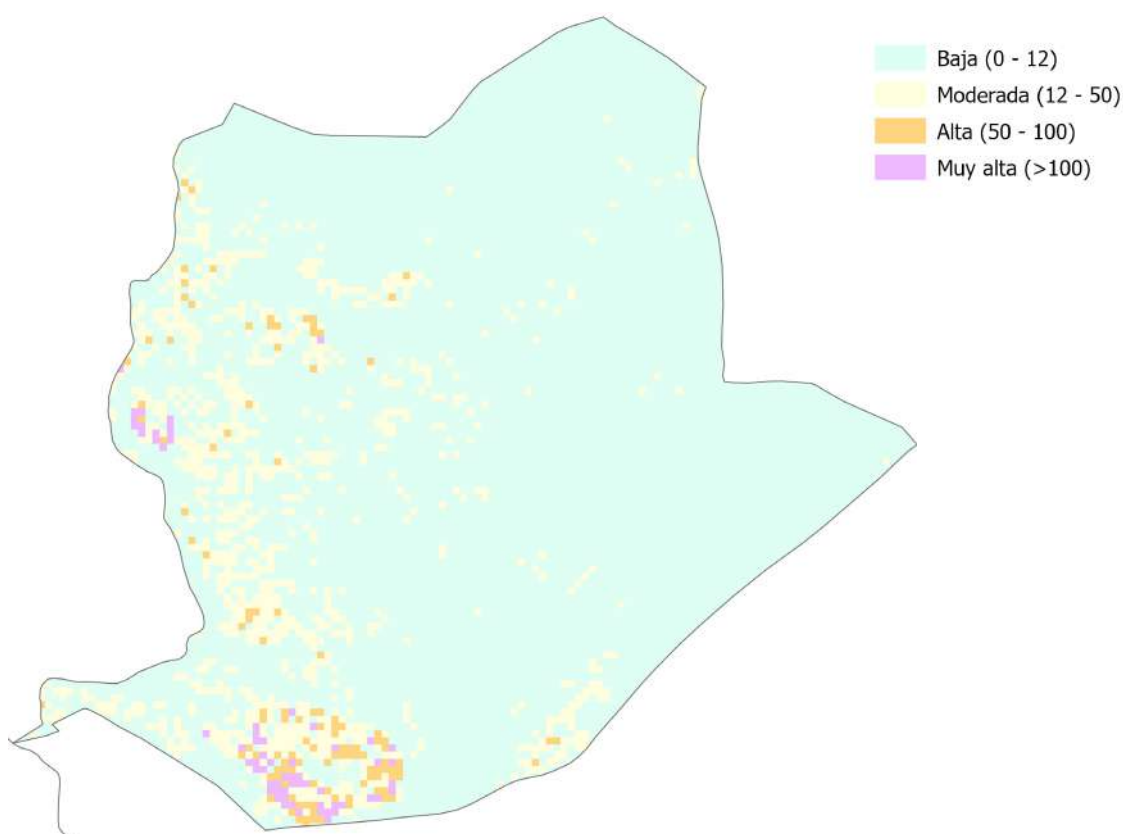 Baja (0 - 12)
Moderada (12 - 50)
Alta (50 - 100)
Muy alta (>100)